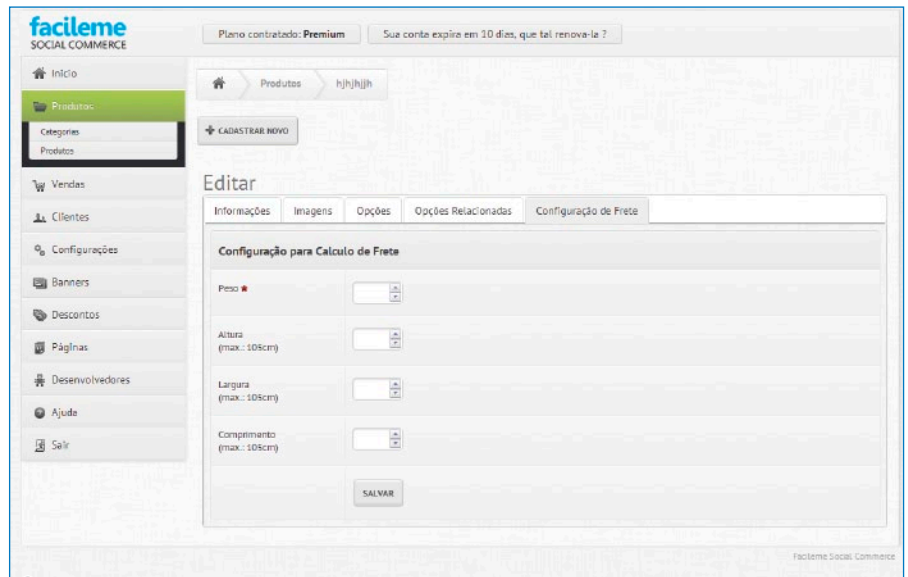 facileme
SOCIAL COMMERCE
Plano contratado: Premium
Sua conta expira em 10 dias, que tal renova-la ?
Início
Produtos
Categories
Produtos
Vendas
Clientes
Configurações
Banners
Descontos
Páginas
Desenvolvedores
Ajuda
Sair
Produtos
hjhjhjjh
CADASTRAR NOVO
Editar
Informações
Imagens
Opções
Opções Relacionadas
Configuração de Frete
Configuração para Calculo de Frete
Peso
Altura
(max.: 105cm)
Largura
(max.: 105cm)
Comprimento
(max.: 105cm)
SALVAR
Facileme Social Commerce